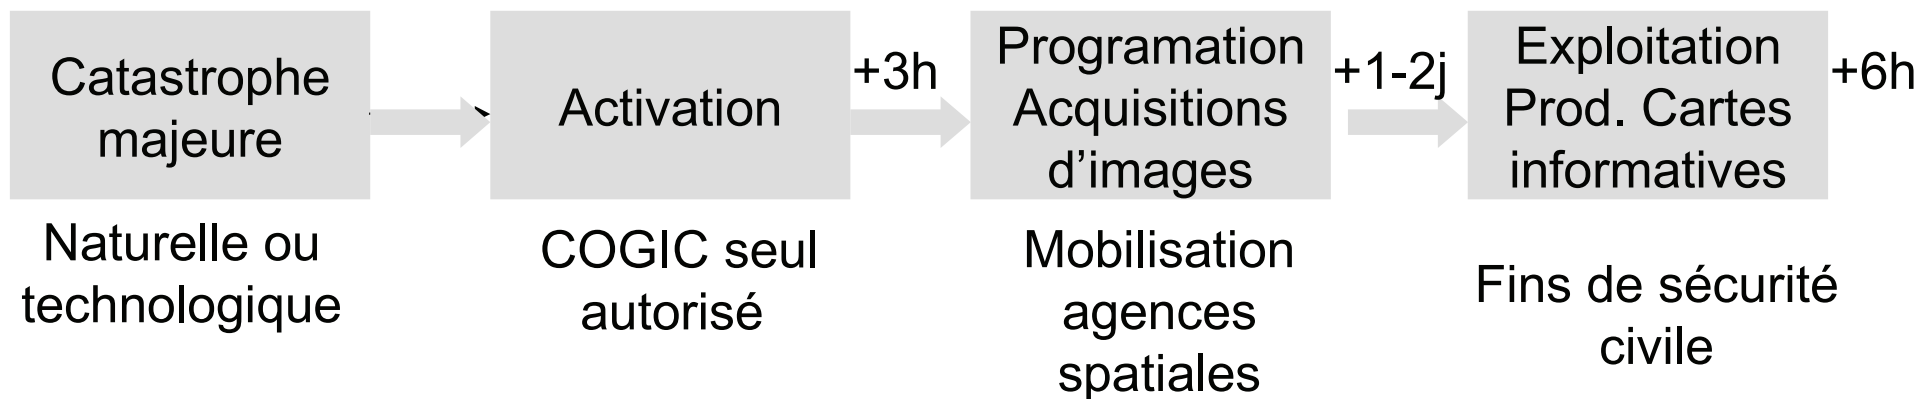 Catastrophe
majeure
Naturelle ou
technologique
Activation
COGIC seul
autorisé
+3h
Programation
Acquisitions
d’images
Mobilisation
agences
spatiales
+1-2j
Exploitation
Prod. Cartes
informatives
Fins de sécurité
civile
+6h